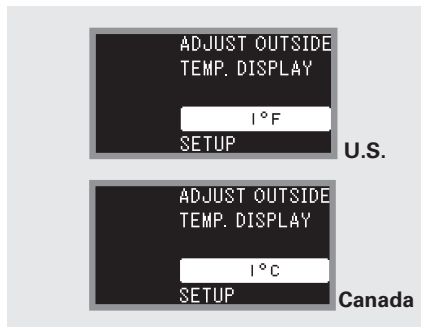 ADJUST OUTSIDE
TEMP. DISPLAY
1°F
SETUP
U.S.
ADJUST OUTSIDE
TEMP. DISPLAY
1°C
SETUP
Canada